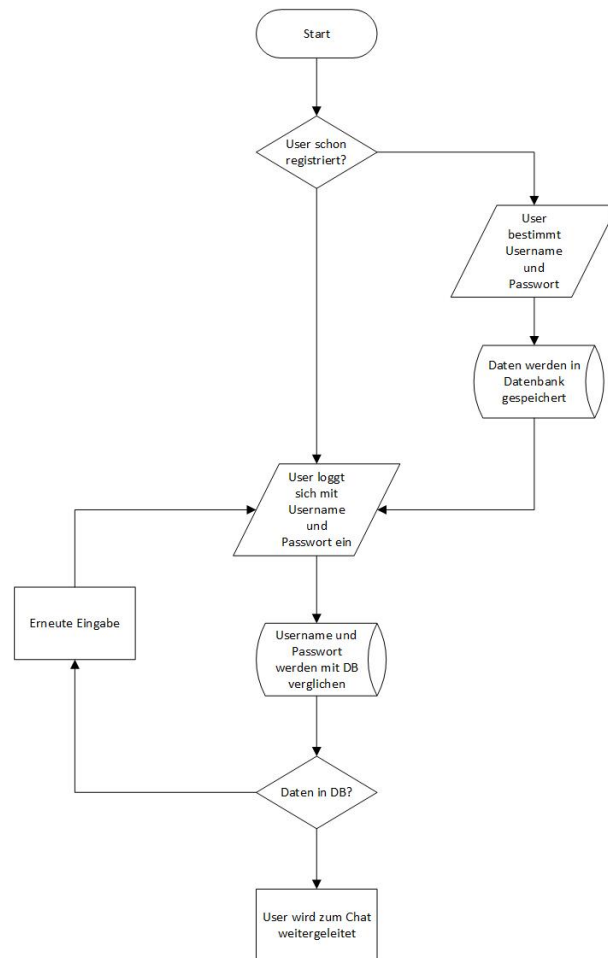 Start
User schon
registriert?
User
bestimmt
Username
und
Passwort
Daten werden in
Datenbank
gespeichert
User loggt
sich mit
Username
und
Passwort ein
Erneute Eingabe
Username und
Passwort
werden mit DB
verglichen
Daten in DB?
User wird zum Chat
weitergeleitet